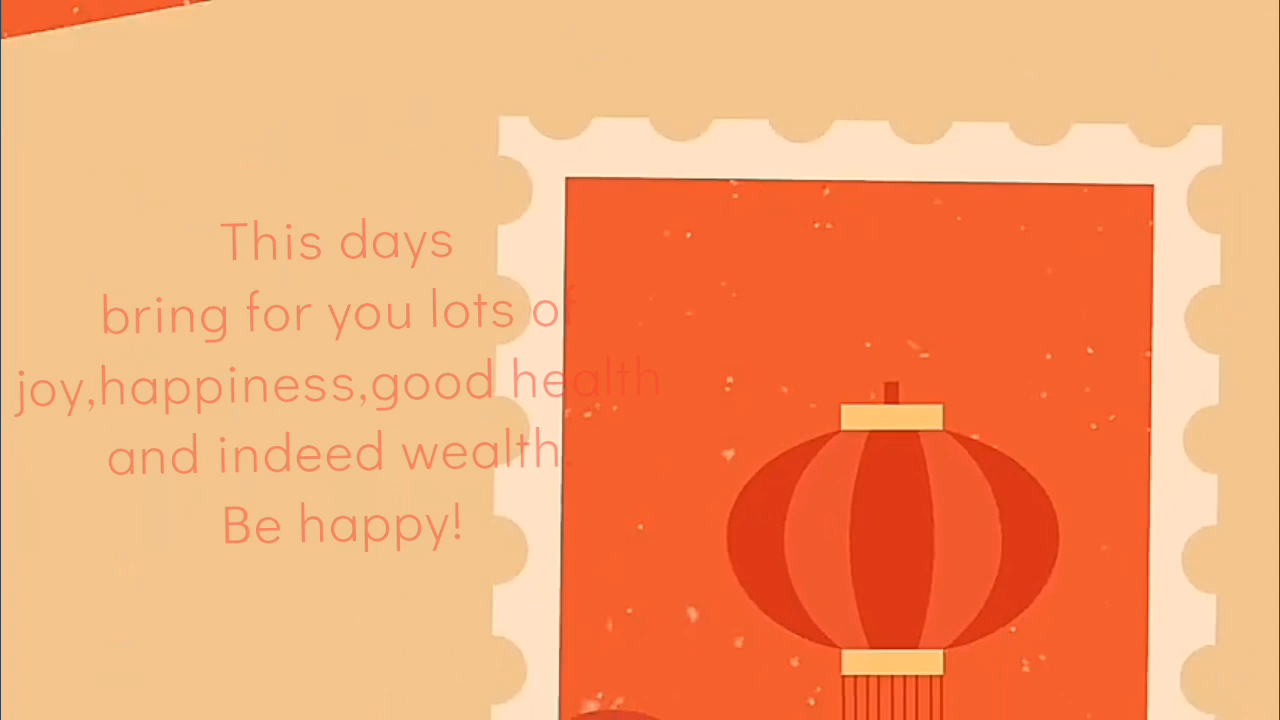 This days
bring for you lots of
joy,happiness,good health
and indeed wealth
Be happy!